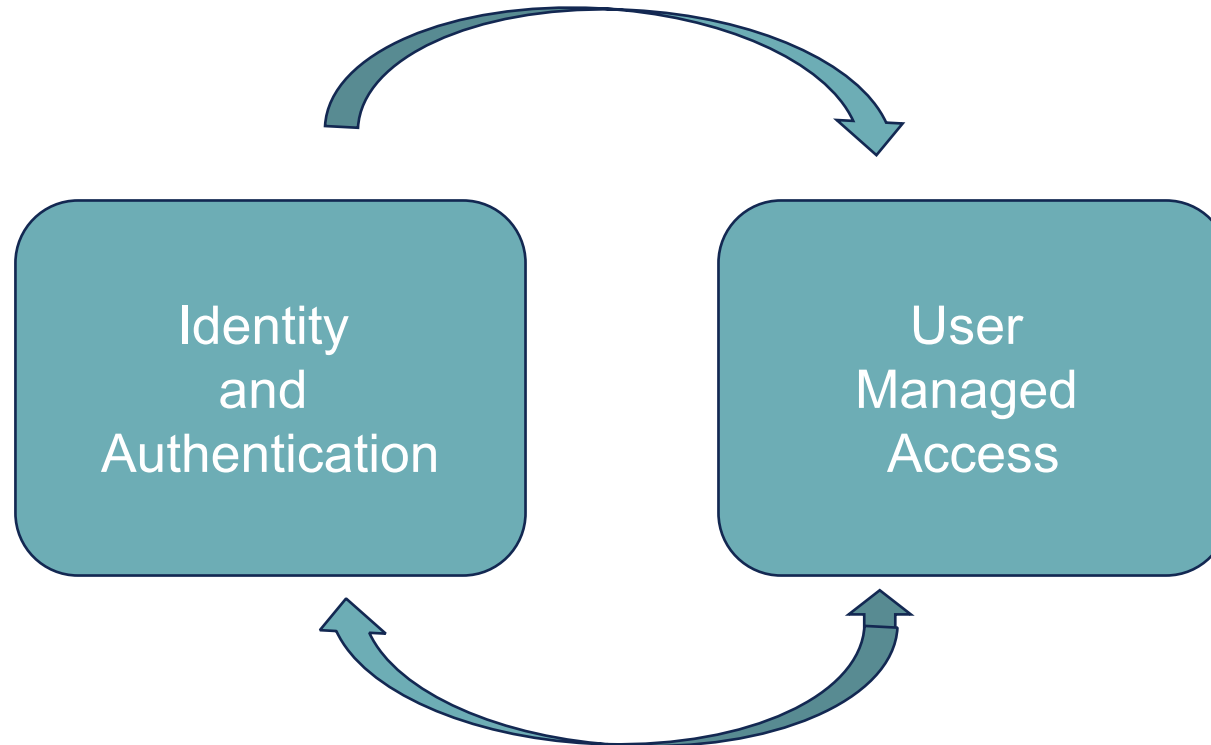 Identity
and
Authentication
User
Managed
Access